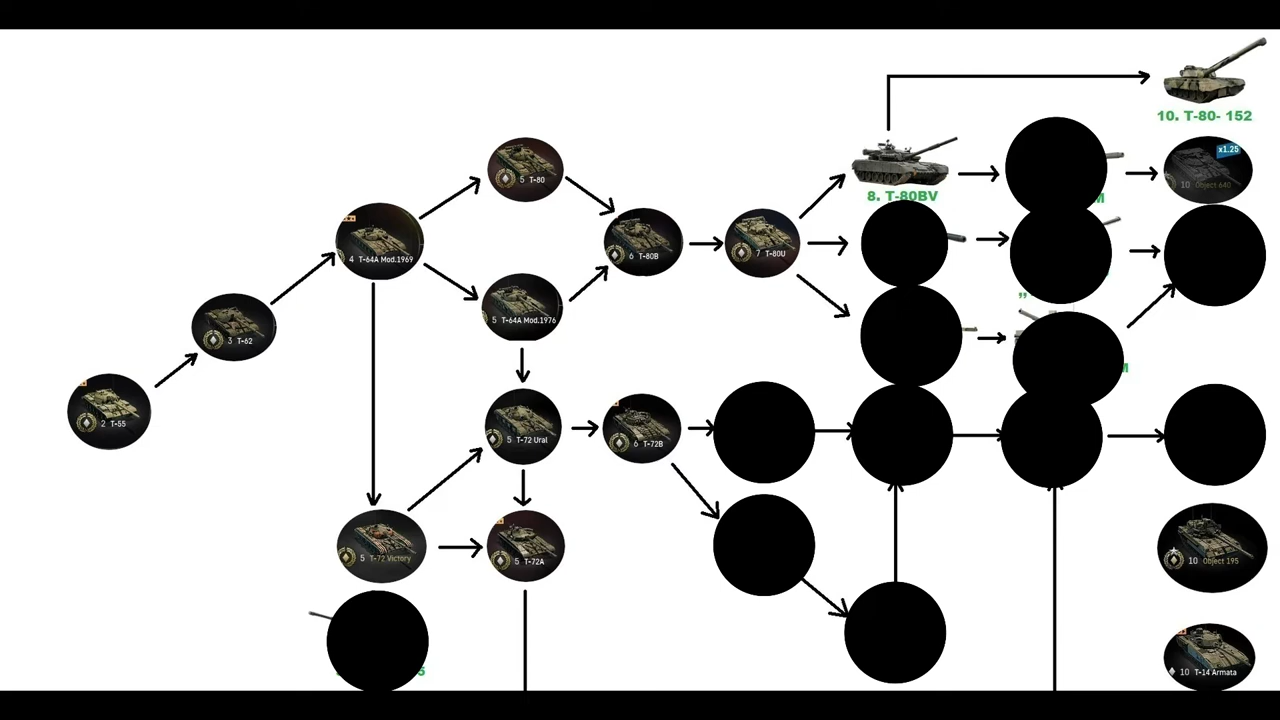 10. T-80- 152
x1.25
10 Object 640
5 T-80
8. T-80BV
M
4 T-64A Mod.1969
6 T-80B
7 T-80U
3 T-62
5 T-64A Mod.1976
„
M
2 T-55
5 T-72 Ural
6 T-72B
5 T-72 Victory
5 T-72A
10 Object 195
5
10 T-14 Armata